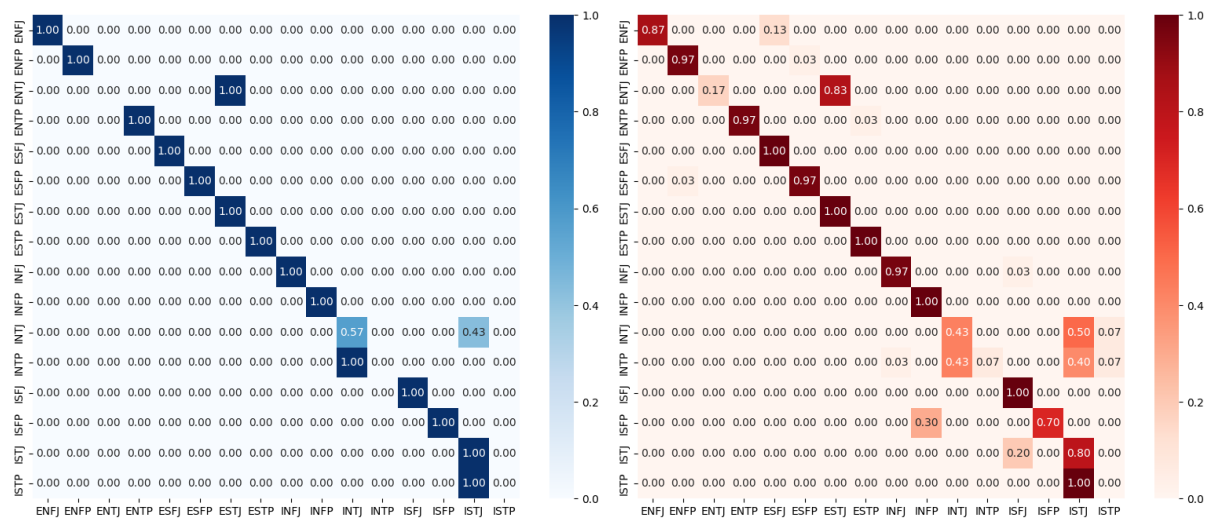 ENFJ 1.00 0.00 0.00 0.00 0.00 0.00 0.00 0.00 0.00 0.00 0.00 0.00 0.00 0.00 0.00 0.00
ENFP 0.00 1.00 0.00 0.00 0.00 0.00 0.00 0.00 0.00 0.00 0.00 0.00 0.00 0.00 0.00 0.00
ENTJ 0.00 0.00 0.00 0.00 0.00 0.00 1.00 0.00 0.00 0.00 0.00 0.00 0.00 0.00 0.00 0.00
ENTP 0.00 0.00 0.00 1.00 0.00 0.00 0.00 0.00 0.00 0.00 0.00 0.00 0.00 0.00 0.00 0.00
ESFJ 0.00 0.00 0.00 0.00 1.00 0.00 0.00 0.00 0.00 0.00 0.00 0.00 0.00 0.00 0.00 0.00
ESFP 0.00 0.00 0.00 0.00 0.00 1.00 0.00 0.00 0.00 0.00 0.00 0.00 0.00 0.00 0.00 0.00
ESTJ 0.00 0.00 0.00 0.00 0.00 0.00 1.00 0.00 0.00 0.00 0.00 0.00 0.00 0.00 0.00 0.00
ESTP 0.00 0.00 0.00 0.00 0.00 0.00 0.00 1.00 0.00 0.00 0.00 0.00 0.00 0.00 0.00 0.00
INFJ 0.00 0.00 0.00 0.00 0.00 0.00 0.00 0.00 1.00 0.00 0.00 0.00 0.00 0.00 0.00 0.00
INFP 0.00 0.00 0.00 0.00 0.00 0.00 0.00 0.00 0.00 1.00 0.00 0.00 0.00 0.00 0.00 0.00
INTJ 0.00 0.00 0.00 0.00 0.00 0.00 0.00 0.00 0.00 0.00 0.57 0.00 0.00 0.00 0.43 0.00
INTP 0.00 0.00 0.00 0.00 0.00 0.00 0.00 0.00 0.00 0.00 1.00 0.00 0.00 0.00 0.00 0.00
ISFJ 0.00 0.00 0.00 0.00 0.00 0.00 0.00 0.00 0.00 0.00 0.00 0.00 1.00 0.00 0.00 0.00
ISFP 0.00 0.00 0.00 0.00 0.00 0.00 0.00 0.00 0.00 0.00 0.00 0.00 0.00 1.00 0.00 0.00
ISTJ 0.00 0.00 0.00 0.00 0.00 0.00 0.00 0.00 0.00 0.00 0.00 0.00 0.00 0.00 1.00 0.00
ISTP 0.00 0.00 0.00 0.00 0.00 0.00 0.00 0.00 0.00 0.00 0.00 0.00 0.00 0.00 1.00 0.00
ENFJ ENFP ENTJ ENTP ESFJ ESFP ESTJ ESTP INFJ INFP INTJ INTP ISFJ ISFP ISTJ ISTP
1.0
0.8
0.6
0.4
0.2
0.0
ENFJ 0.87 0.00 0.00 0.00 0.13 0.00 0.00 0.00 0.00 0.00 0.00 0.00 0.00 0.00 0.00 0.00
ENFP 0.00 0.97 0.00 0.00 0.00 0.03 0.00 0.00 0.00 0.00 0.00 0.00 0.00 0.00 0.00 0.00
ENTJ 0.00 0.00 0.17 0.00 0.00 0.00 0.83 0.00 0.00 0.00 0.00 0.00 0.00 0.00 0.00 0.00
ENTP 0.00 0.00 0.00 0.97 0.00 0.00 0.00 0.03 0.00 0.00 0.00 0.00 0.00 0.00 0.00 0.00
ESFJ 0.00 0.00 0.00 0.00 1.00 0.00 0.00 0.00 0.00 0.00 0.00 0.00 0.00 0.00 0.00 0.00
ESFP 0.00 0.03 0.00 0.00 0.00 0.97 0.00 0.00 0.00 0.00 0.00 0.00 0.00 0.00 0.00 0.00
ESTJ 0.00 0.00 0.00 0.00 0.00 0.00 1.00 0.00 0.00 0.00 0.00 0.00 0.00 0.00 0.00 0.00
ESTP 0.00 0.00 0.00 0.00 0.00 0.00 0.00 1.00 0.00 0.00 0.00 0.00 0.00 0.00 0.00 0.00
INFJ 0.00 0.00 0.00 0.00 0.00 0.00 0.00 0.00 0.97 0.00 0.00 0.00 0.03 0.00 0.00 0.00
INFP 0.00 0.00 0.00 0.00 0.00 0.00 0.00 0.00 0.00 1.00 0.00 0.00 0.00 0.00 0.00 0.00
INTJ 0.00 0.00 0.00 0.00 0.00 0.00 0.00 0.00 0.00 0.00 0.43 0.00 0.00 0.00 0.50 0.07
INTP 0.00 0.00 0.00 0.00 0.00 0.00 0.00 0.00 0.03 0.00 0.43 0.07 0.00 0.00 0.40 0.07
ISFJ 0.00 0.00 0.00 0.00 0.00 0.00 0.00 0.00 0.00 0.00 0.00 0.00 1.00 0.00 0.00 0.00
ISFP 0.00 0.00 0.00 0.00 0.00 0.00 0.00 0.00 0.00 0.30 0.00 0.00 0.00 0.70 0.00 0.00
ISTJ 0.00 0.00 0.00 0.00 0.00 0.00 0.00 0.00 0.00 0.00 0.00 0.00 0.20 0.00 0.80 0.00
ISTP 0.00 0.00 0.00 0.00 0.00 0.00 0.00 0.00 0.00 0.00 0.00 0.00 0.00 0.00 1.00 0.00
ENFJ ENFP ENTJ ENTP ESFJ ESFP ESTJ ESTP INFJ INFP INTJ INTP ISFJ ISFP ISTJ ISTP
1.0
0.8
0.6
0.4
0.2
0.0